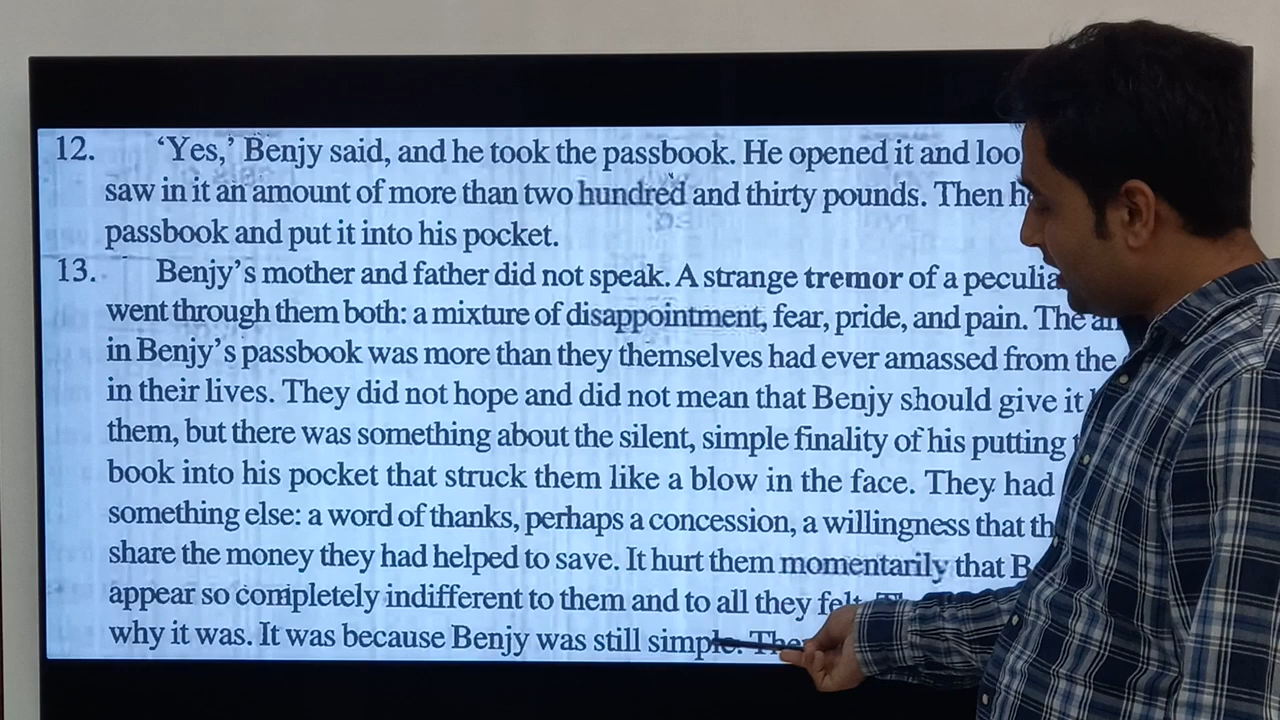 12. ‘Yes,’ Benjy said, and he took the passbook. He opened it and
saw in it an amount of more than two hundred and thirty pounds. Then
passbook and put it into his pocket.
13. Benjy’s mother and father did not speak. A strange tremor of a
went through them both: a mixture of disappointment, fear, pride, and pain. The
in Benjy’s passbook was more than they themselves had ever amassed from the
in their lives. They did not hope and did not mean that Benjy should give it
them, but there was something about the silent, simple finality of his putting
book into his pocket that struck them like a blow in the face. They had
something else: a word of thanks, perhaps a concession, a willingness that
share the money they had helped to save. It hurt them momentarily that
appear so completely indifferent to them and to all they felt.
why it was. It was because Benjy was still simple.